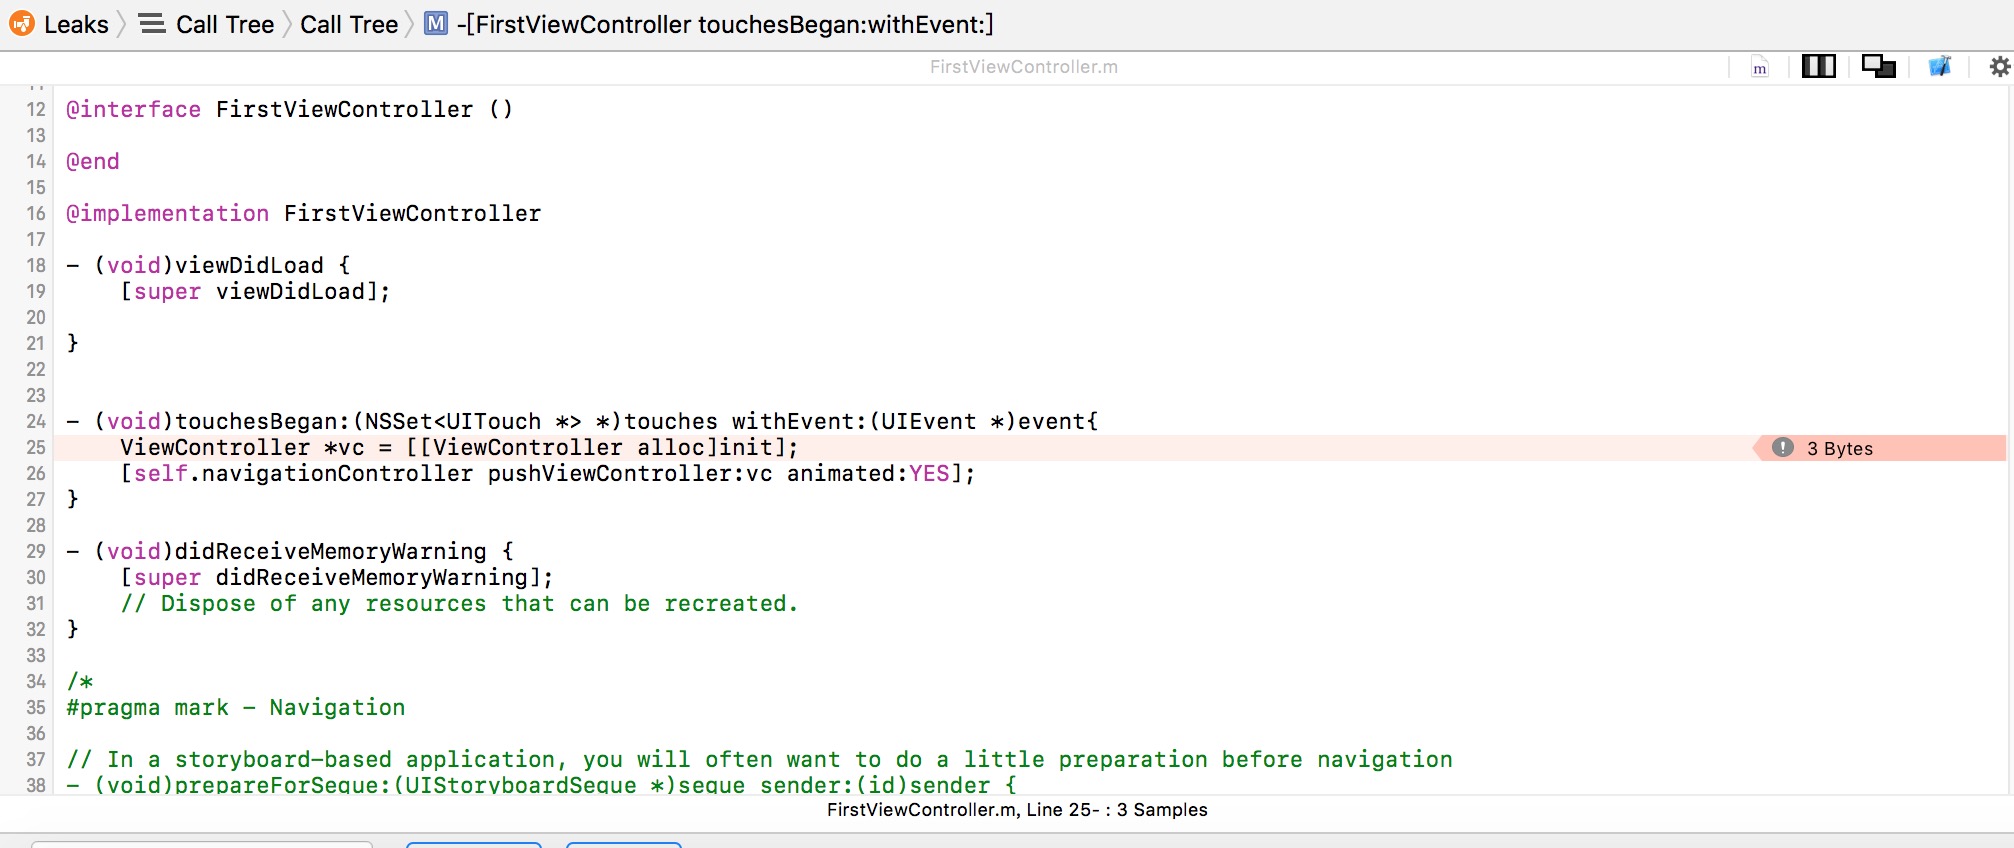 Leaks Call Tree Call Tree M -[FirstViewController touchesBegan:withEvent:]
FirstViewController.m
m
11
12 @interface FirstViewController ()
13
14 @end
15
16 @implementation FirstViewController
17
18 - (void)viewDidLoad {
19 [super viewDidLoad];
20
21 }
22
23
24 - (void)touchesBegan:(NSSet<UITouch *> *)touches withEvent:(UIEvent *)event{
25 ViewController *vc = [[ViewController alloc]init]; ! 3 Bytes
26 [self.navigationController pushViewController:vc animated:YES];
27 }
28
29 - (void)didReceiveMemoryWarning {
30 [super didReceiveMemoryWarning];
31 // Dispose of any resources that can be recreated.
32 }
33
34 /*
35 #pragma mark - Navigation
36
37 // In a storyboard-based application, you will often want to do a little preparation before navigation
38 - (void)prepareForSegue:(UIStoryboardSegue *)segue sender:(id)sender {
FirstViewController.m, Line 25- : 3 Samples